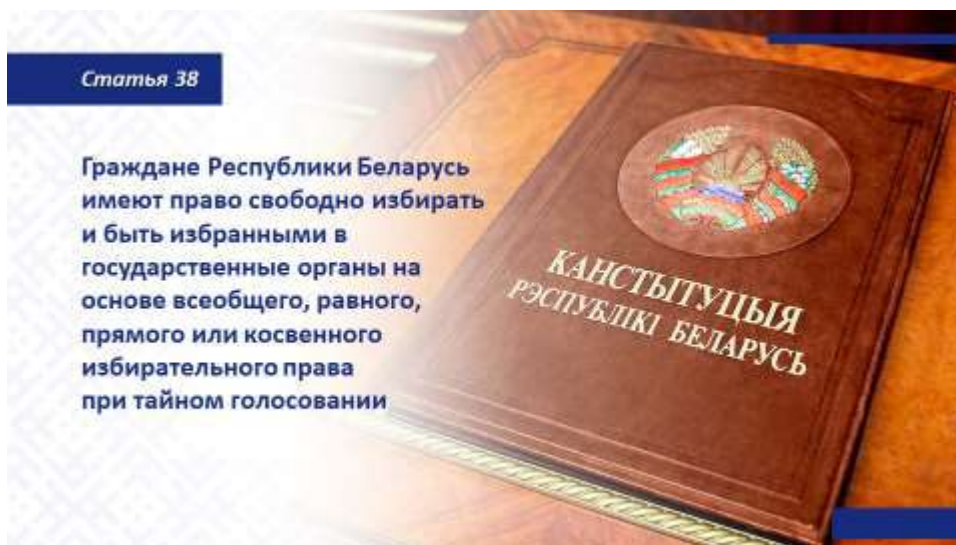 Статья 38
Граждане Республики Беларусь
имеют право свободно избирать
и быть избранными в
государственные органы на
основе всеобщего, равного,
прямого или косвенного
избирательного права
при тайном голосовании
КАНСТЫТУЦЫЯ
РЭСПУБЛІКІ БЕЛАРУСЬ